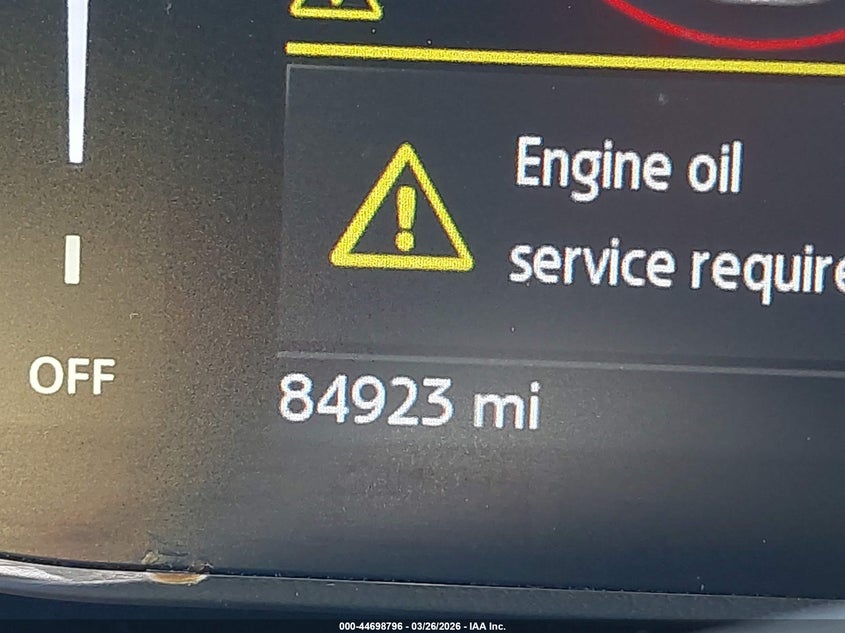 Engine oil
service require
OFF
84923 mi
000-44698796 - 03/26/2026 - IAA Inc.